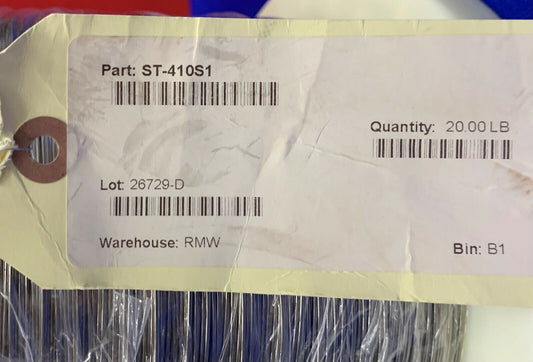 Part: ST-410S1
Quantity: 20.00 LB
Lot: 26729-D
Warehouse: RMW
Bin: B1